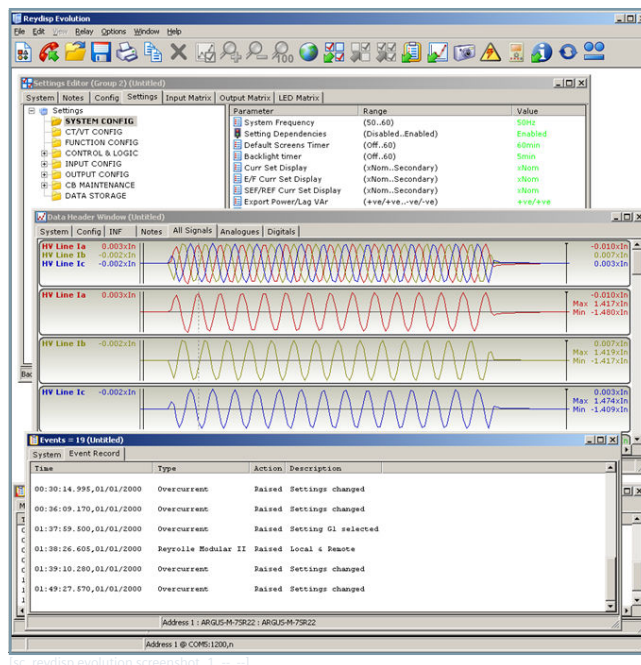 Reydisp Evolution
File Edit View Relay Options Window Help
Settings Editor (Group 2) (Untitled)
System Notes Config Settings Input Matrix Output Matrix LED Matrix
Settings
SYSTEM CONFIG
CT/VT CONFIG
FUNCTION CONFIG
CONTROL & LOGIC
INPUT CONFIG
OUTPUT CONFIG
CB MAINTENANCE
DATA STORAGE
Parameter Range Value
System Frequency (50..60) 50Hz
Setting Dependencies (Disabled..Enabled) Enabled
Default Screens Timer (Off..60) 60min
Backlight timer (Off..60) 5min
Curr Set Display (xNom..Secondary) xNom
E/F Curr Set Display (xNom..Secondary) xNom
SEF/REF Curr Set Display (xNom..Secondary) xNom
Export Power/Lag VAr (+ve/+ve..-ve/-ve) +ve/+ve
Data Header Window (Untitled)
System Config INF Notes All Signals Analogues Digitals
HV Line Ia 0.003xIn -0.010xIn
HV Line Ib -0.002xIn 0.007xIn
HV Line Ic -0.002xIn 0.003xIn
HV Line Ia 0.003xIn -0.010xIn
Max 1.417xIn
Min -1.480xIn
HV Line Ib -0.002xIn 0.007xIn
Max 1.419xIn
Min -1.417xIn
HV Line Ic -0.002xIn 0.003xIn
Max 1.474xIn
Min -1.409xIn
Events = 19 (Untitled)
System Event Record
Time Type Action Description
00:30:14.995,01/01/2000 Overcurrent Raised Settings changed
00:36:09.170,01/01/2000 Overcurrent Raised Settings changed
01:37:59.500,01/01/2000 Overcurrent Raised Setting G1 selected
01:38:26.605,01/01/2000 Reyrolle Modular II Raised Local & Remote
01:39:10.280,01/01/2000 Overcurrent Raised Settings changed
01:49:27.570,01/01/2000 Overcurrent Raised Settings changed
Address 1 : ARGUS-M-7SR22 : ARGUS-M-7SR22
Address 1 @ COM5:1200,n
[sc_reydisp evolution screenshot, 1, --, --]